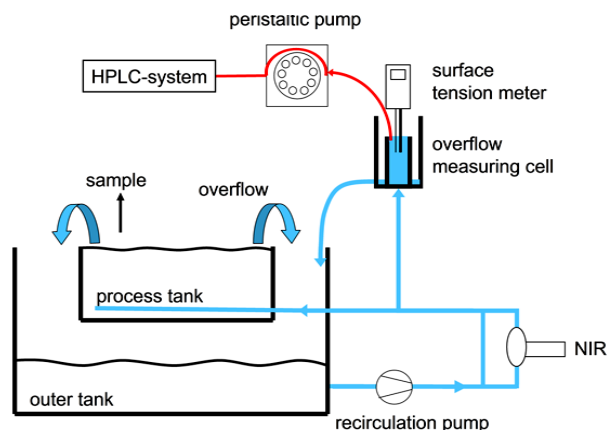 peristaltic pump
HPLC-system
surface
tension meter
overflow
measuring cell
sample
overflow
process tank
NIR
outer tank
recirculation pump